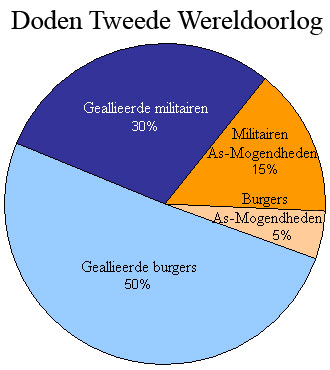 Doden Tweede Wereldoorlog
Geallieerde militairen
30%
Militairen
As-Mogendheden
15%
Burgers
As-Mogendheden
5%
Geallieerde burgers
50%